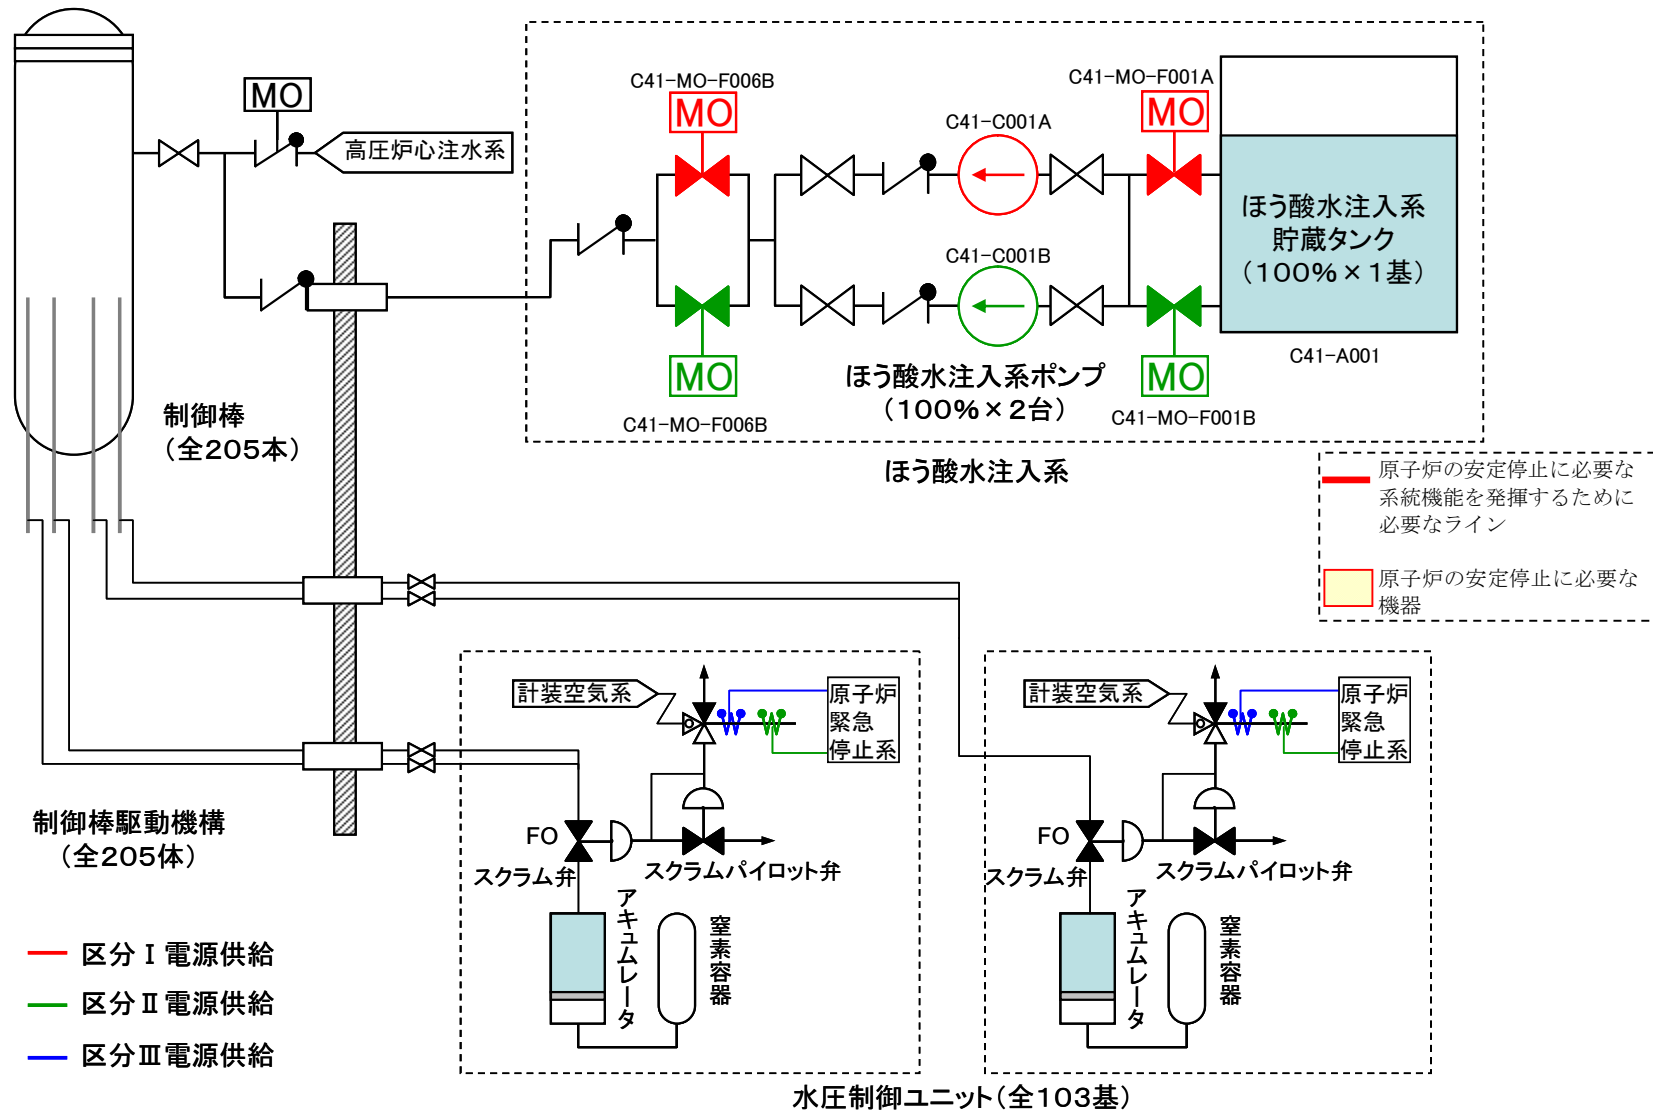 C41-MO-F006B
MO
C41-C001A
C41-MO-F001A
MO
MO
高圧炉心注水系
ほう酸水注入系
貯蔵タンク
(100%×1基)
C41-C001B
C41-A001
MO
C41-MO-F006B
ほう酸水注入系ポンプ
(100%×2台)
MO
C41-MO-F001B
ほう酸水注入系
制御棒
(全205本)
原子炉の安定停止に必要な
系統機能を発揮するために
必要なライン
原子炉の安定停止に必要な
機器
計装空気系
原子炉
緊急
停止系
FO
スクラム弁
スクラムパイロット弁
アキュムレータ
窒素容器
計装空気系
原子炉
緊急
停止系
FO
スクラム弁
スクラムパイロット弁
アキュムレータ
窒素容器
制御棒駆動機構
(全205体)
区分Ⅰ電源供給
区分Ⅱ電源供給
区分Ⅲ電源供給
水圧制御ユニット(全103基)